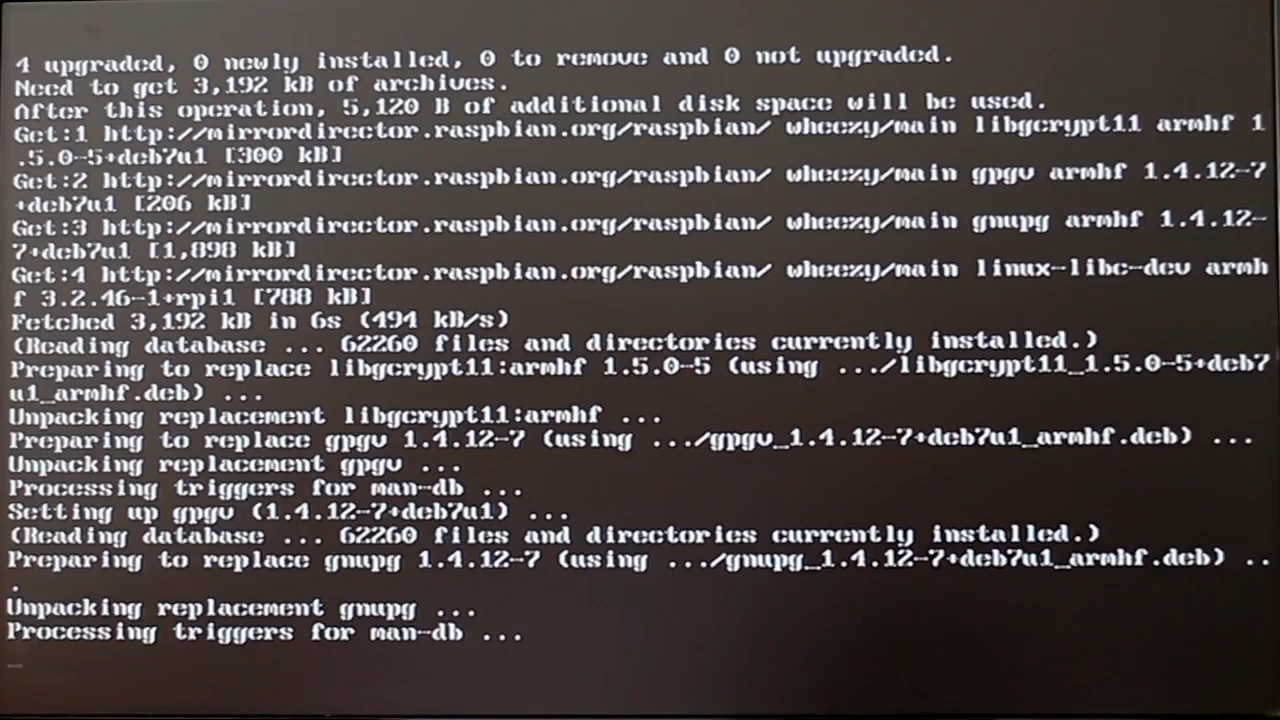 4 upgraded, 0 newly installed, 0 to remove and 0 not upgraded.
Need to get 3,192 kB of archives.
After this operation, 5,120 B of additional disk space will be used.
Get:1 http://mirrordirector.raspbian.org/raspbian/ wheezy/main libgcrypt11 armhf 1
.5.0-5+deb7u1 [300 kB]
Get:2 http://mirrordirector.raspbian.org/raspbian/ wheezy/main gpgv armhf 1.4.12-7
+deb7u1 [206 kB]
Get:3 http://mirrordirector.raspbian.org/raspbian/ wheezy/main gnupg armhf 1.4.12-
7+deb7u1 [1,898 kB]
Get:4 http://mirrordirector.raspbian.org/raspbian/ wheezy/main linux-libc-dev armh
f 3.2.46-1+rpi1 [788 kB]
Fetched 3,192 kB in 6s (494 kB/s)
(Reading database ... 62260 files and directories currently installed.)
Preparing to replace libgcrypt11:armhf 1.5.0-5 (using .../libgcrypt11_1.5.0-5+deb7
u1_armhf.deb) ...
Unpacking replacement libgcrypt11:armhf ...
Preparing to replace gpgv 1.4.12-7 (using .../gpgv_1.4.12-7+deb7u1_armhf.deb) ...
Unpacking replacement gpgv ...
Processing triggers for man-db ...
Setting up gpgv (1.4.12-7+deb7u1) ...
(Reading database ... 62260 files and directories currently installed.)
Preparing to replace gnupg 1.4.12-7 (using .../gnupg_1.4.12-7+deb7u1_armhf.deb) ..
.
Unpacking replacement gnupg ...
Processing triggers for man-db ...